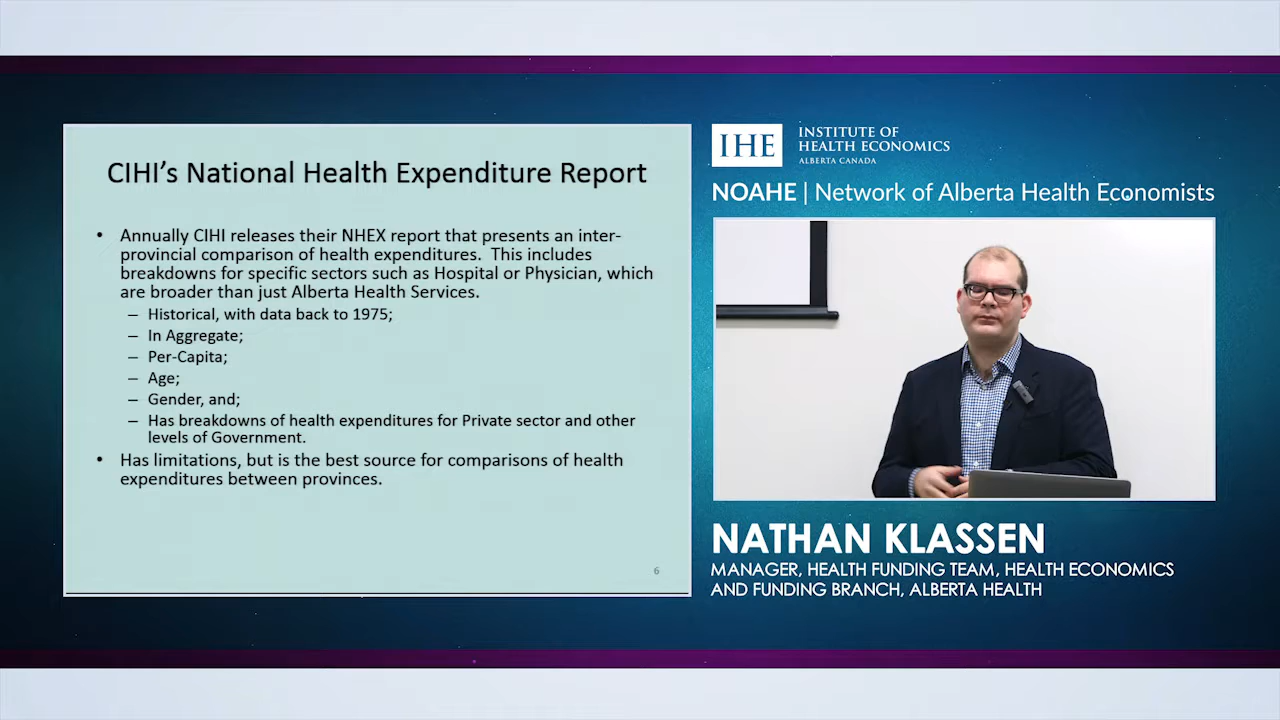 CIHI's National Health Expenditure Report
• Annually CIHI releases their NHEX report that presents an inter-
provincial comparison of health expenditures. This includes
breakdowns for specific sectors such as Hospital or Physician, which
are broader than just Alberta Health Services.
– Historical, with data back to 1975;
– In Aggregate;
– Per-Capita;
– Age;
– Gender, and;
– Has breakdowns of health expenditures for Private sector and other
levels of Government.
• Has limitations, but is the best source for comparisons of health
expenditures between provinces.
6
IHE
INSTITUTE OF
HEALTH ECONOMICS
ALBERTA CANADA
NOAHE | Network of Alberta Health Economists
NATHAN KLASSEN
MANAGER, HEALTH FUNDING TEAM, HEALTH ECONOMICS
AND FUNDING BRANCH, ALBERTA HEALTH